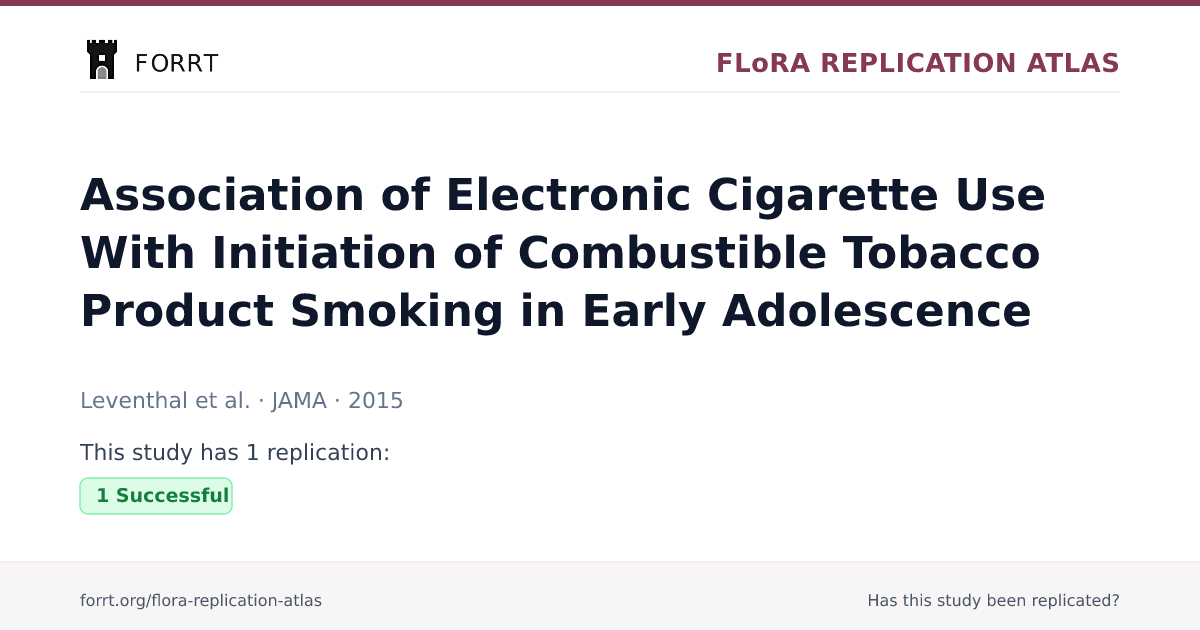 FORRT
FLoRA REPLICATION ATLAS
Association of Electronic Cigarette Use
With Initiation of Combustible Tobacco
Product Smoking in Early Adolescence
Leventhal et al. · JAMA · 2015
This study has 1 replication:
1 Successful
forrt.org/flora-replication-atlas
Has this study been replicated?